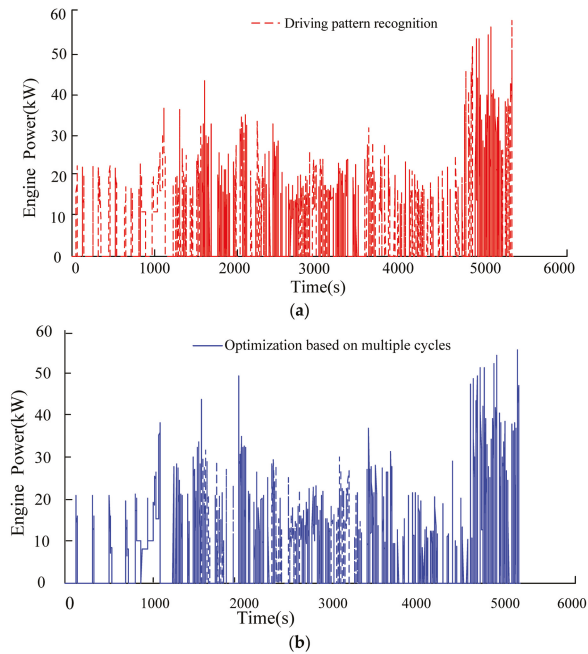 (a)
60
50
40
30
20
10
0
Engine Power(kW)
Driving pattern recognition
0 1000 2000 3000 4000 5000 6000
Time(s)
(a)
60
50
40
30
20
10
0
Engine Power(kW)
Optimization based on multiple cycles
0 1000 2000 3000 4000 5000 6000
Time(s)
(b)